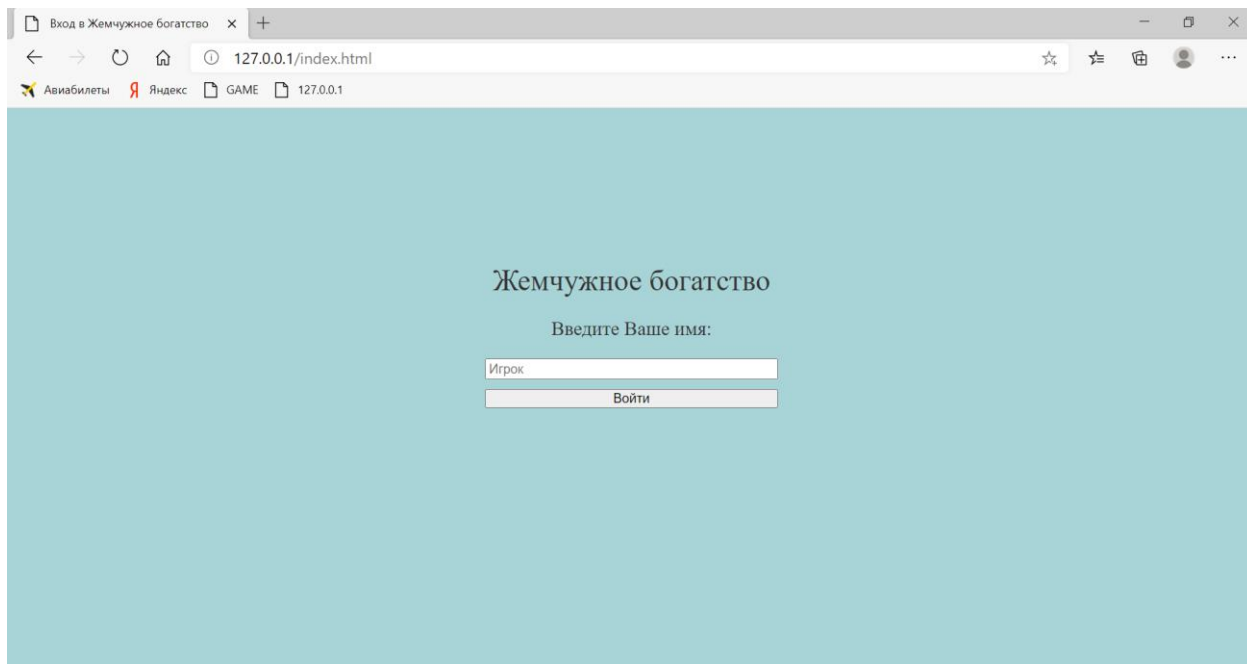 Вход в Жемчужное богатство
127.0.0.1/index.html
Авиабилеты Я Яндекс GAME 127.0.0.1
Жемчужное богатство
Введите Ваше имя:
Игрок
Войти